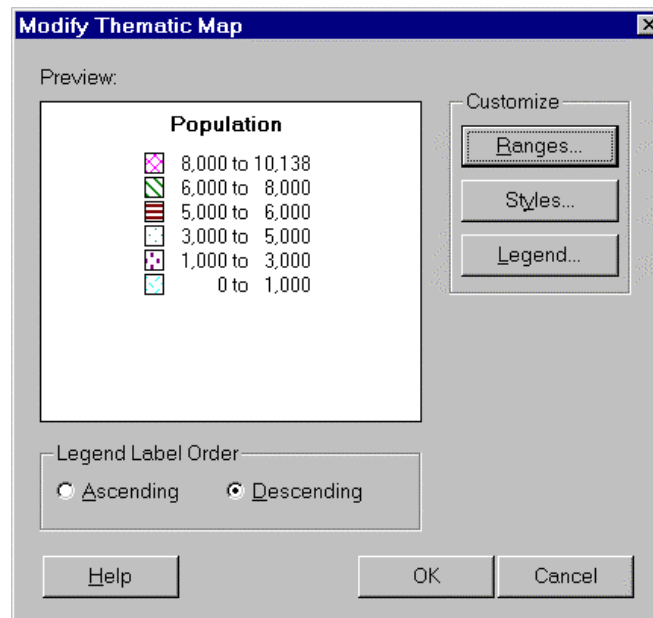 Modify Thematic Map
Preview:
Population
8,000 to 10,138
6,000 to 8,000
5,000 to 6,000
3,000 to 5,000
1,000 to 3,000
0 to 1,000
Customize
Ranges...
Styles...
Legend...
Legend Label Order
Ascending
Descending
Help
OK
Cancel